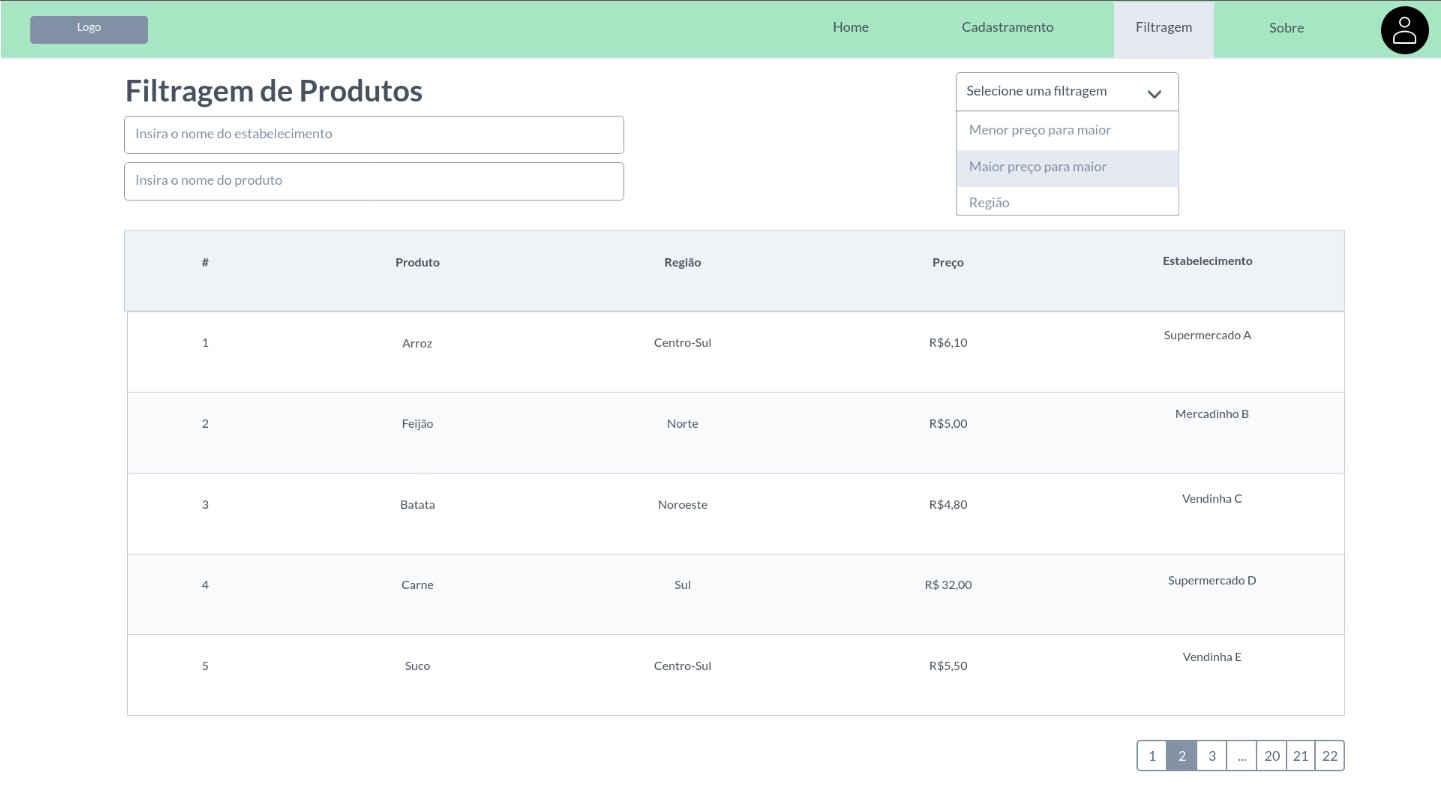 Logo
Home Cadastramento Filtragem Sobre
Filtragem de Produtos
Selecione uma filtragem
Insira o nome do estabelecimento
Menor preço para maior
Maior preço para maior
Insira o nome do produto
Região
# Produto Região Preço Estabelecimento
1 Arroz Centro-Sul R$6,10 Supermercado A
2 Feijão Norte R$5,00 Mercadinho B
3 Batata Noroeste R$4,80 Vendinha C
4 Carne Sul R$ 32,00 Supermercado D
5 Suco Centro-Sul R$5,50 Vendinha E
1 2 3 ... 20 21 22